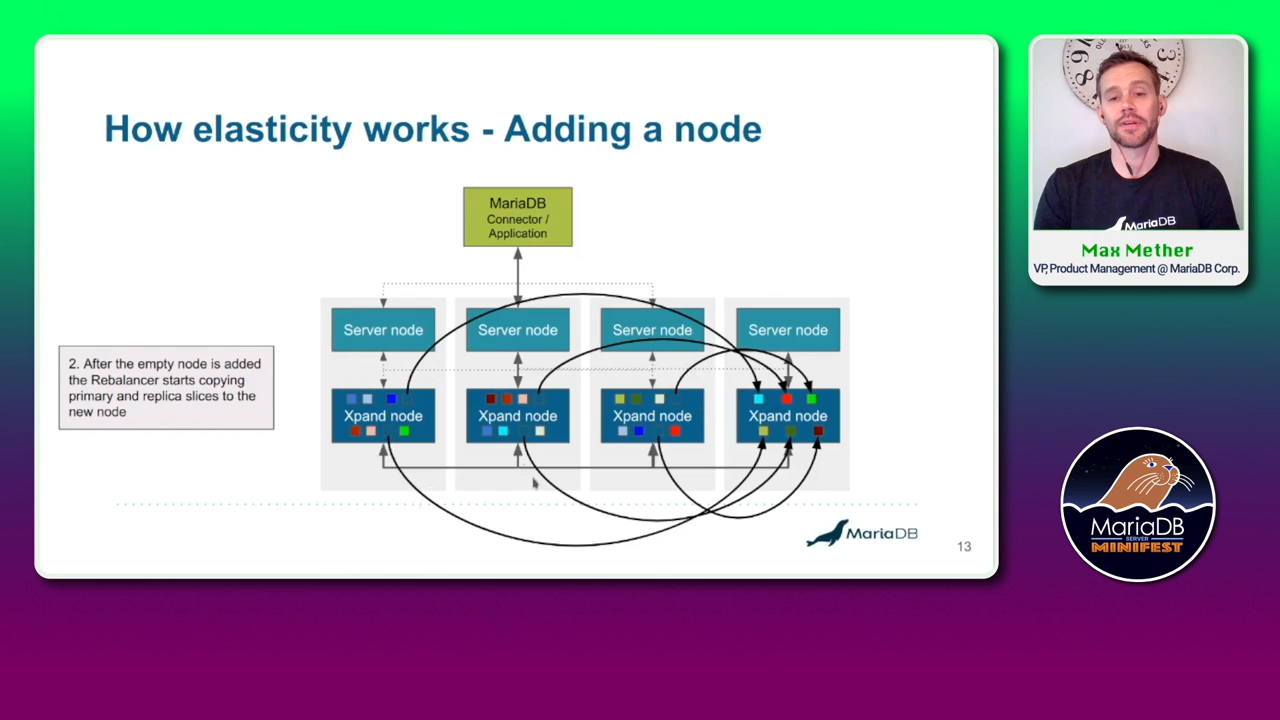 How elasticity works - Adding a node
MariaDB
Connector /
Application
Server node
Server node
Server node
Server node
2. After the empty node is added
the Rebalancer starts copying
primary and replica slices to the
new node
Xpand node
Xpand node
Xpand node
Xpand node
MariaDB
13
MariaDB
Max Mether
VP, Product Management @ MariaDB Corp.
MariaDB
SERVER
MINIFEST